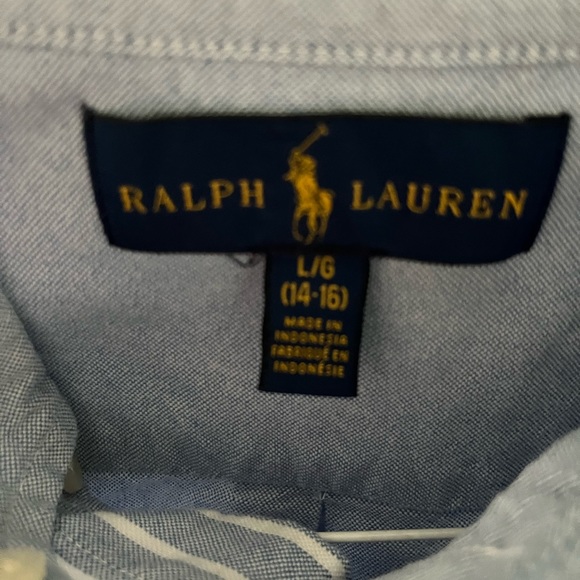 RALPH LAUREN
L/G
(14-16)
MADE IN
INDONESIA
FABRIQUÉ EN
INDONÉSIE